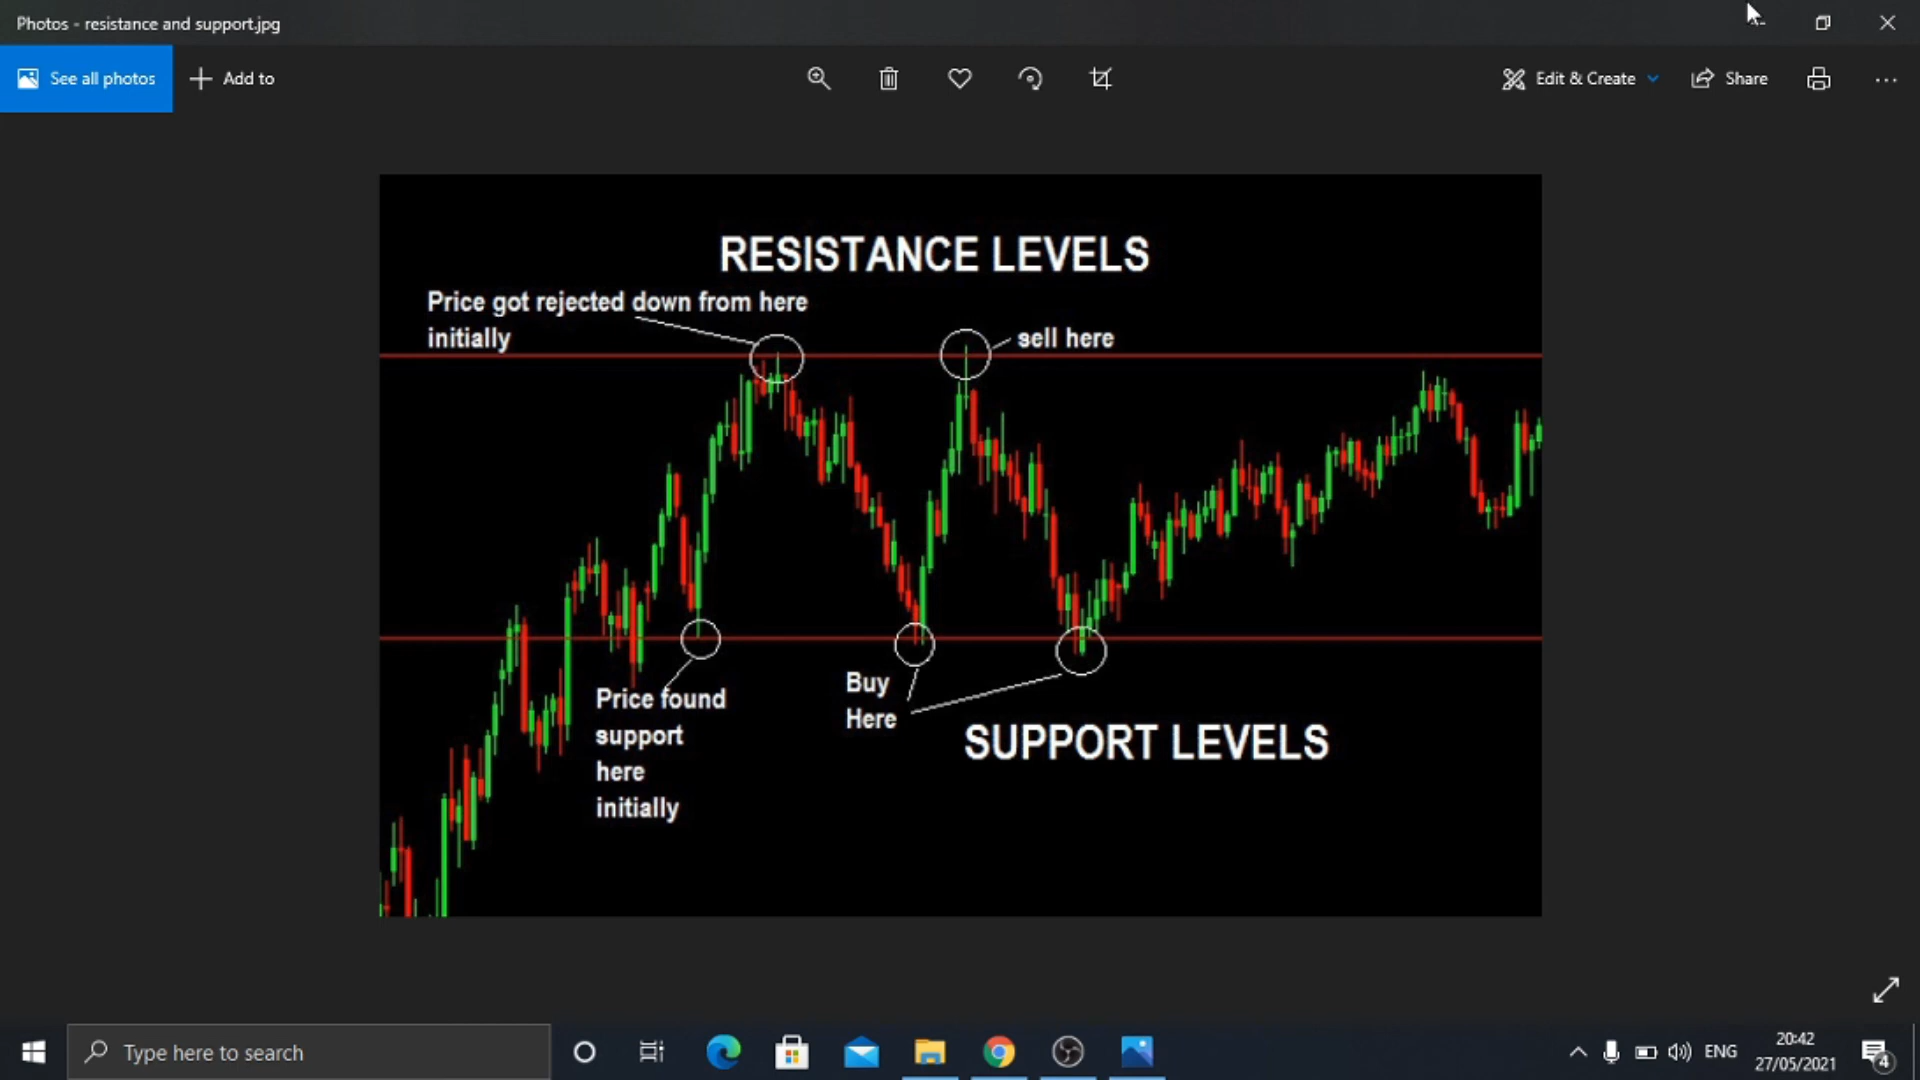 Photos - resistance and support.jpg
See all photos
Add to
Edit & Create
Share
RESISTANCE LEVELS
Price got rejected down from here
initially
sell here
Price found
support
here
initially
Buy
Here
SUPPORT LEVELS
Type here to search
ENG
20:42
27/05/2021
4